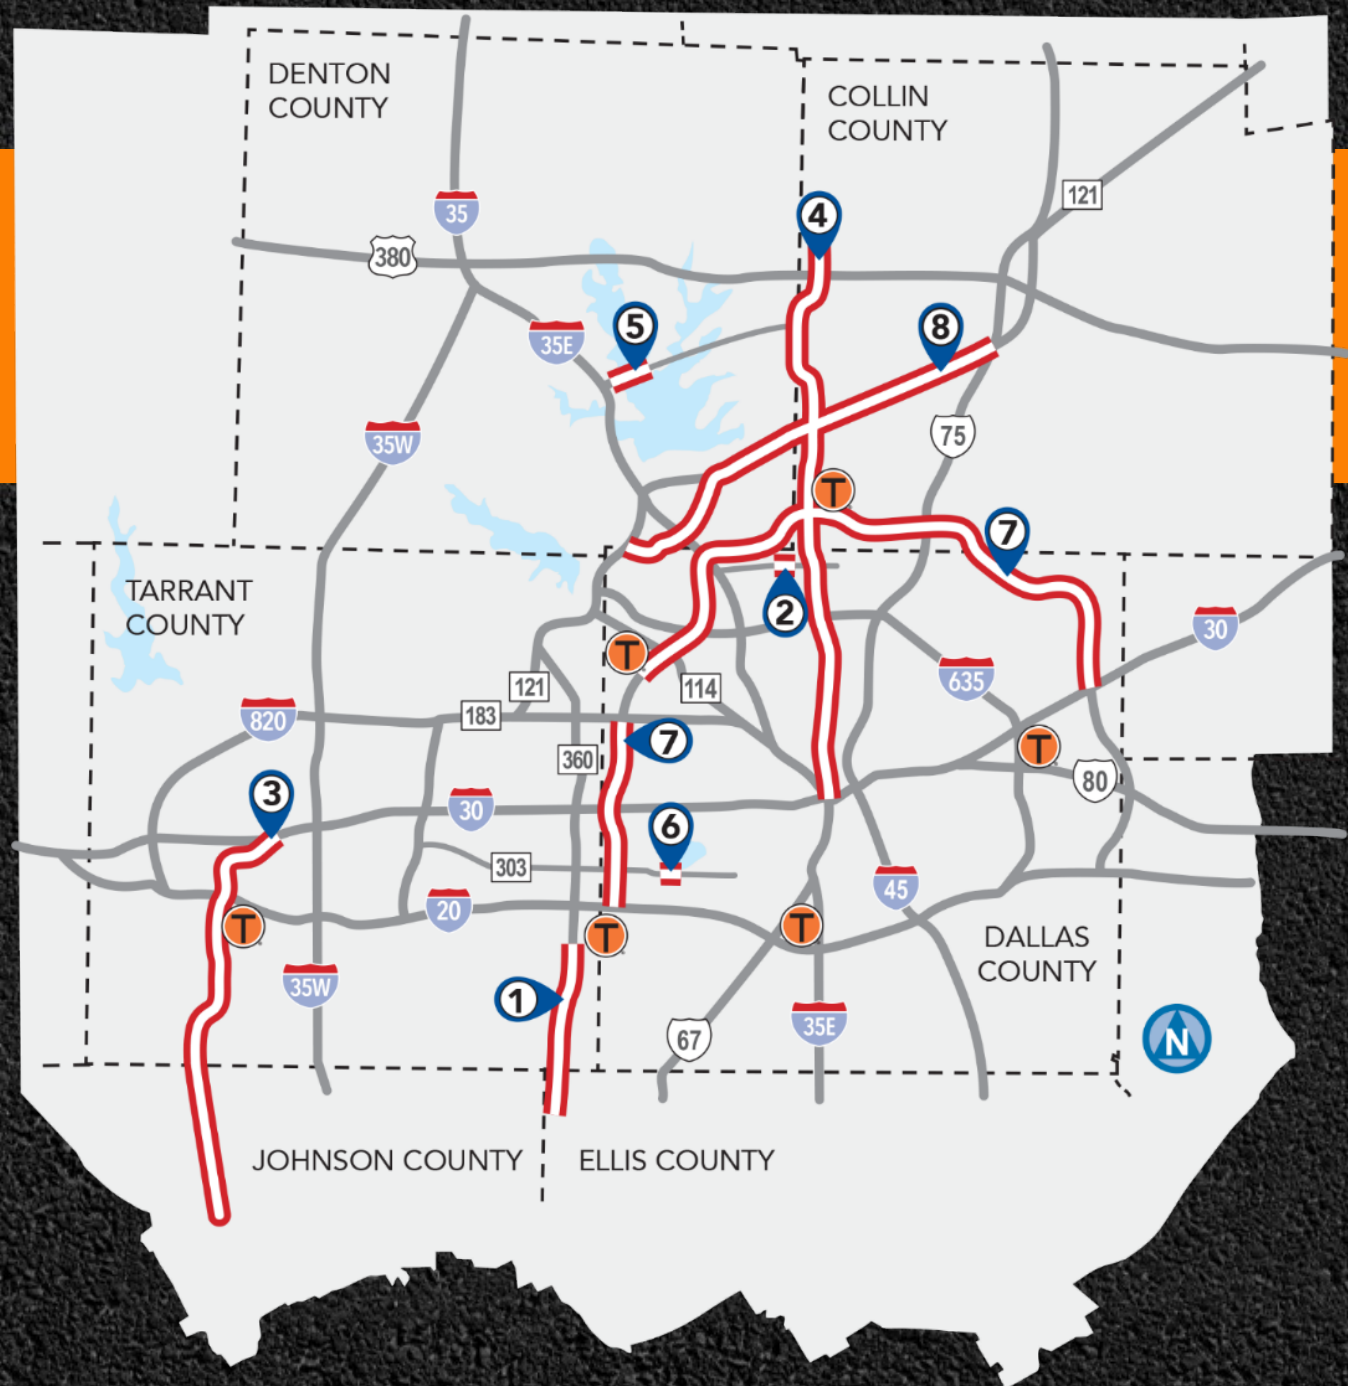 DENTON
COUNTY
COLLIN
COUNTY
121
35
4
380
5
8
35E
35W
75
T
7
TARRANT
COUNTY
2
30
T
635
121
114
820
183
7
T
360
80
3
30
6
303
45
20
T
T
T
DALLAS
COUNTY
35W
1
35E
67
N
JOHNSON COUNTY
ELLIS COUNTY